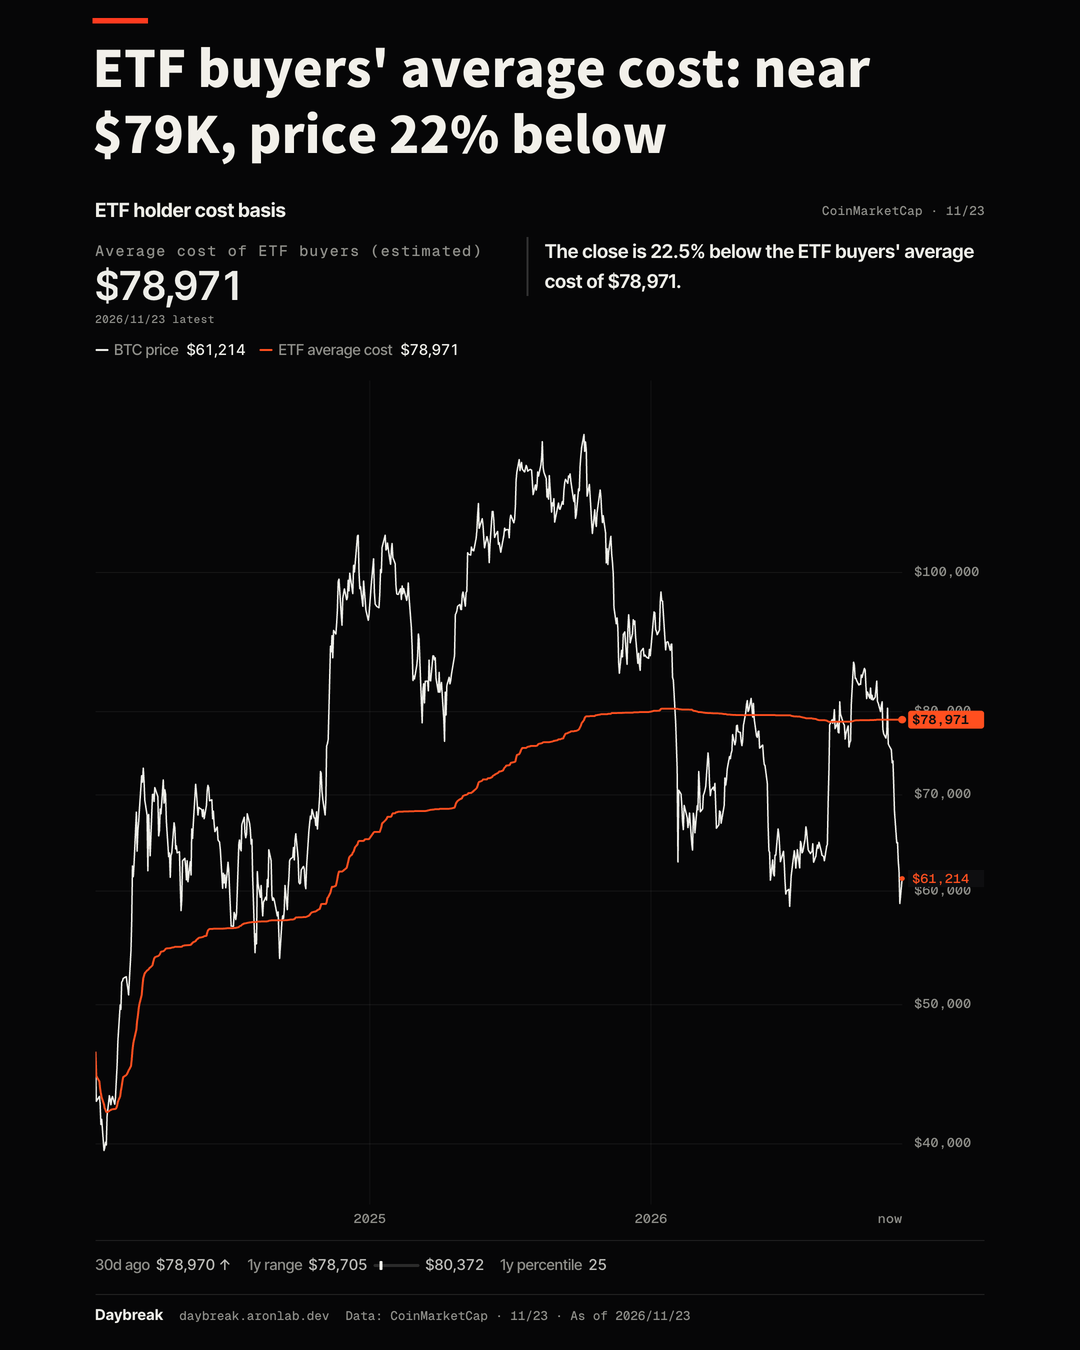 ETF buyers' average cost: near
$79K, price 22% below
ETF holder cost basis
CoinMarketCap · 11/23
Average cost of ETF buyers (estimated)
$78,971
2026/11/23 latest
The close is 22.5% below the ETF buyers' average
cost of $78,971.
BTC price $61,214 ETF average cost $78,971
$100,000
$80,000
$78,971
$70,000
$61,214
$60,000
$50,000
$40,000
2025 2026 now
30d ago $78,970 ↑ 1y range $78,705 $80,372 1y percentile 25
Daybreak daybreak.aronlab.dev Data: CoinMarketCap · 11/23 · As of 2026/11/23